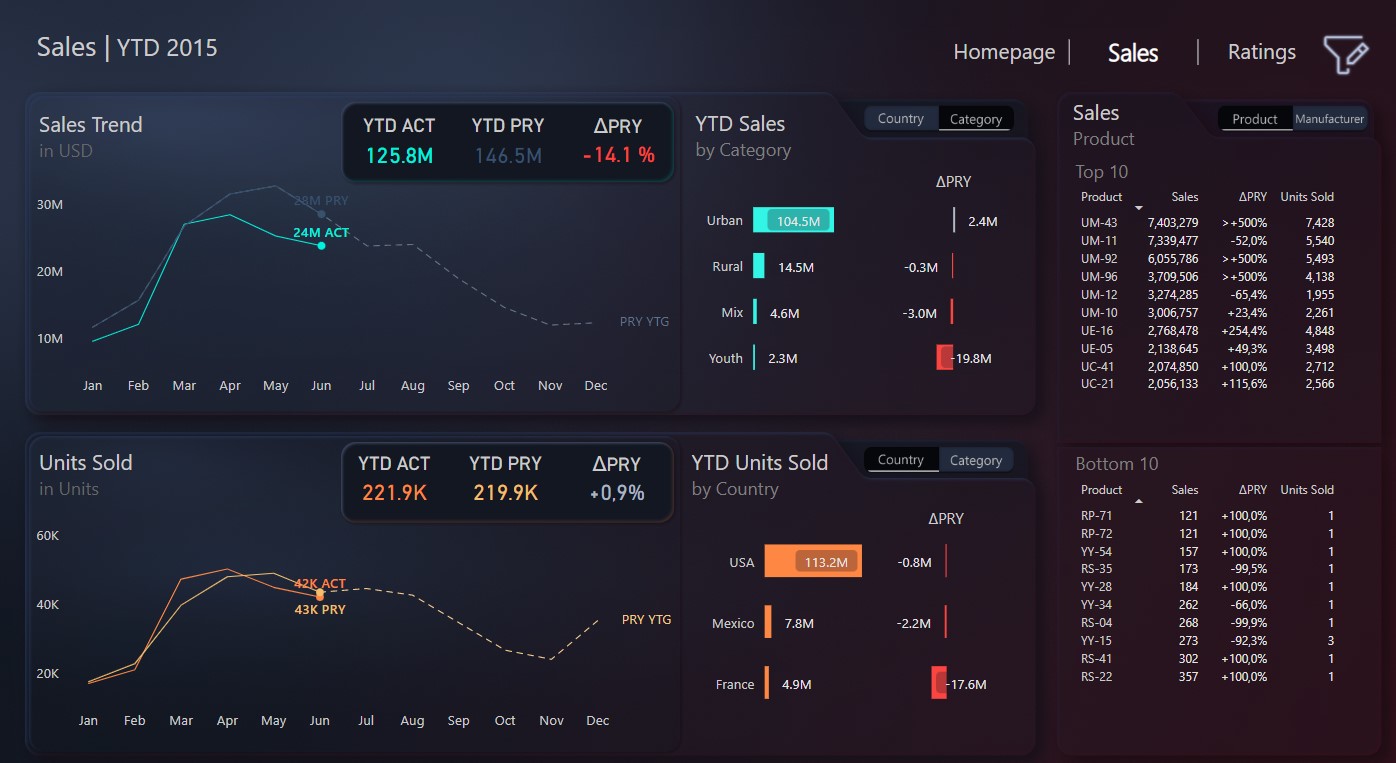 Sales | YTD 2015
Homepage | Sales | Ratings
Sales Trend
in USD
YTD ACT YTD PRY ΔPRY
125.8M 146.5M -14.1 %
30M
20M
10M
28M PRY
24M ACT
PRY YTG
Jan Feb Mar Apr May Jun Jul Aug Sep Oct Nov Dec
YTD Sales
by Category
Country Category
ΔPRY
Urban 104.5M 2.4M
Rural 14.5M -0.3M
Mix 4.6M -3.0M
Youth 2.3M -19.8M
Sales
Product
Product Manufacturer
Top 10
Product Sales ΔPRY Units Sold
UM-43 7,403,279 >+500% 7,428
UM-11 7,339,477 -52,0% 5,540
UM-92 6,055,786 >+500% 5,493
UM-96 3,709,506 >+500% 4,138
UM-12 3,274,285 -65,4% 1,955
UM-10 3,006,757 +23,4% 2,261
UE-16 2,768,478 +254,4% 4,848
UE-05 2,138,645 +49,3% 3,498
UC-41 2,074,850 +100,0% 2,712
UC-21 2,056,133 +115,6% 2,566
Units Sold
in Units
YTD ACT YTD PRY ΔPRY
221.9K 219.9K +0,9%
60K
40K
20K
42K ACT
43K PRY
PRY YTG
Jan Feb Mar Apr May Jun Jul Aug Sep Oct Nov Dec
YTD Units Sold
by Country
Country Category
ΔPRY
USA 113.2M -0.8M
Mexico 7.8M -2.2M
France 4.9M -17.6M
Bottom 10
Product Sales ΔPRY Units Sold
RP-71 121 +100,0% 1
RP-72 121 +100,0% 1
YY-54 157 +100,0% 1
RS-35 173 -99,5% 1
YY-28 184 +100,0% 1
YY-34 262 -66,0% 1
RS-04 268 -99,9% 1
YY-15 273 -92,3% 3
RS-41 302 +100,0% 1
RS-22 357 +100,0% 1